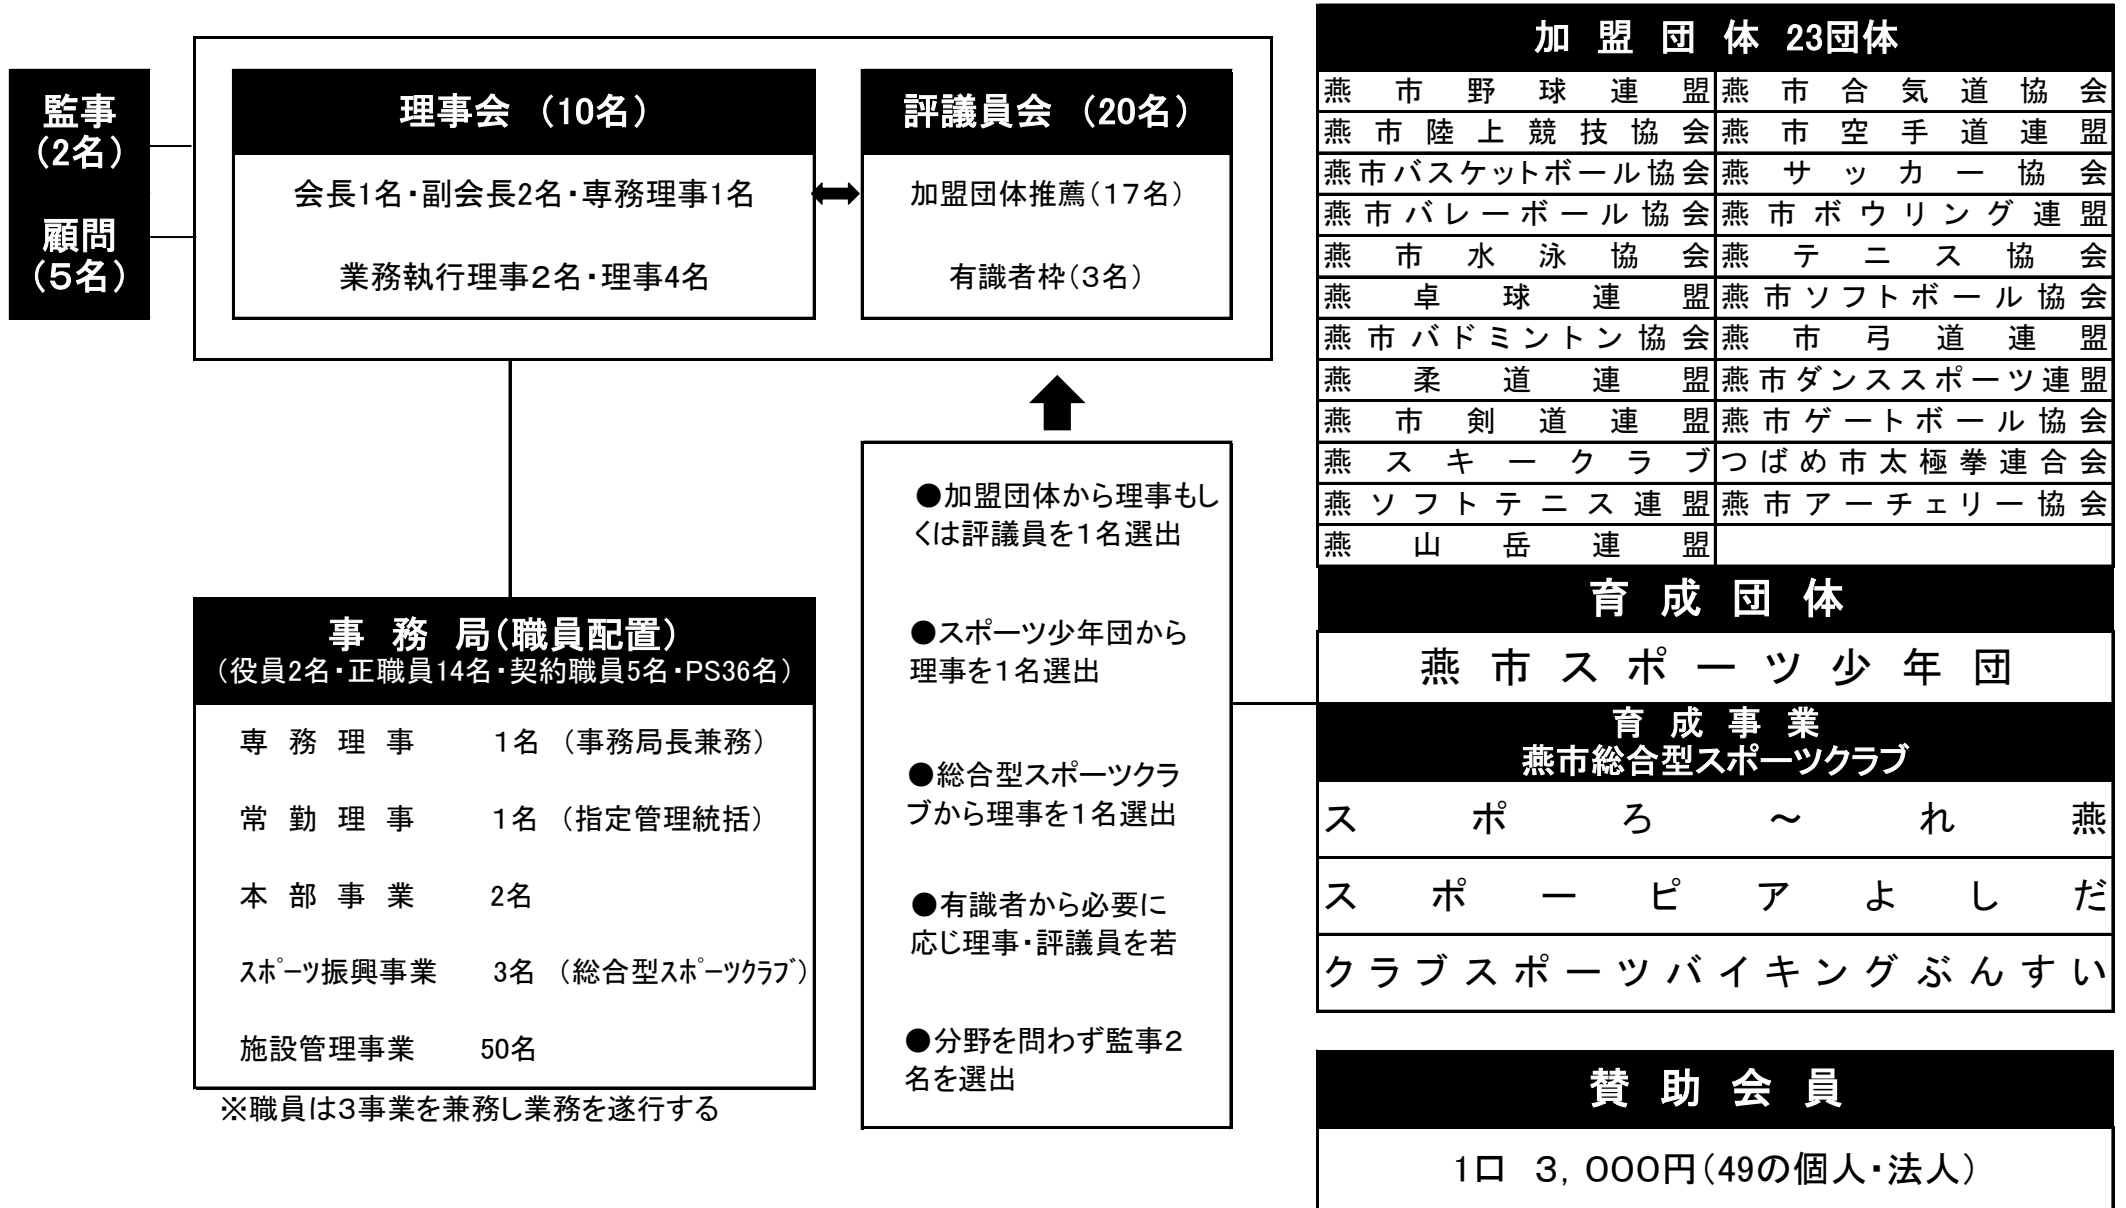 監事
(2名)
顧問
(5名)
理事会 （10名）
会長1名・副会長2名・専務理事1名
業務執行理事2名・理事4名
評議員会 （20名）
加盟団体推薦（17名）
有識者枠（3名）
事 務 局（職員配置）
（役員2名・正職員14名・契約職員5名・PS36名）
専 務 理 事 1名 （事務局長兼務）
常 勤 理 事 1名 （指定管理統括）
本 部 事 業 2名
ｽﾎﾟｰﾂ振興事業 3名 （総合型ｽﾎﾟｰﾂｸﾗﾌﾞ）
施設管理事業 50名
※職員は3事業を兼務し業務を遂行する
●加盟団体から理事もし
くは評議員を1名選出
●スポーツ少年団から
理事を1名選出
●総合型スポーツクラ
ブから理事を1名選出
●有識者から必要に
応じ理事・評議員を若
●分野を問わず監事2
名を選出
加 盟 団 体 23団体
燕市野球連盟 燕市合気道協会
燕市陸上競技協会 燕市空手道連盟
燕市バスケットボール協会 燕サッカー協会
燕市バレーボール協会 燕市ボウリング連盟
燕市水泳協会 燕テニス協会
燕卓球連盟 燕市ソフトボール協会
燕市バドミントン協会 燕市弓道連盟
燕柔道連盟 燕市ダンススポーツ連盟
燕市剣道連盟 燕市ゲートボール協会
燕スキークラブ つばめ市太極拳連合会
燕ソフトテニス連盟 燕市アーチェリー協会
燕山岳連盟
育 成 団 体
燕市スポーツ少年団
育 成 事 業
燕市総合型スポーツクラブ
スポろ～れ燕
スポーピアよしだ
クラブスポーツバイキングぶんすい
賛 助 会 員
1口 3，000円（49の個人・法人）